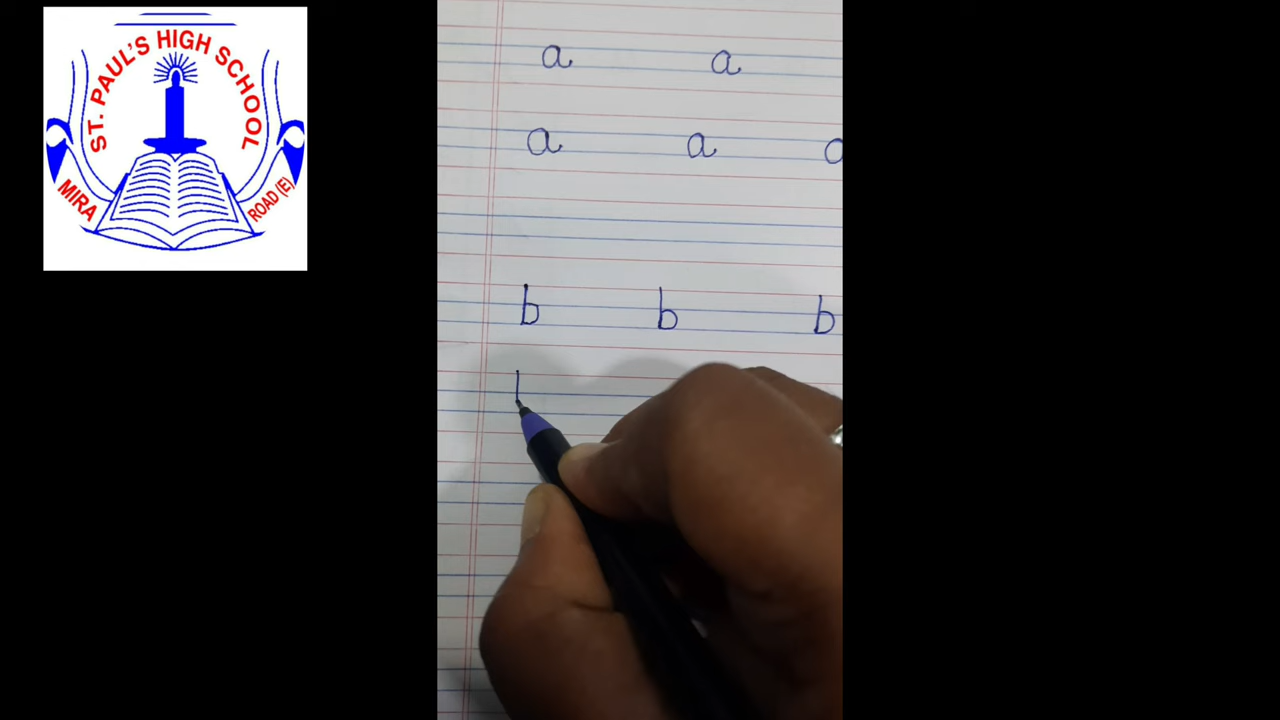 ST. PAUL'S HIGH SCHOOL
MIRA ROAD (E)
a a
a a a
b b b